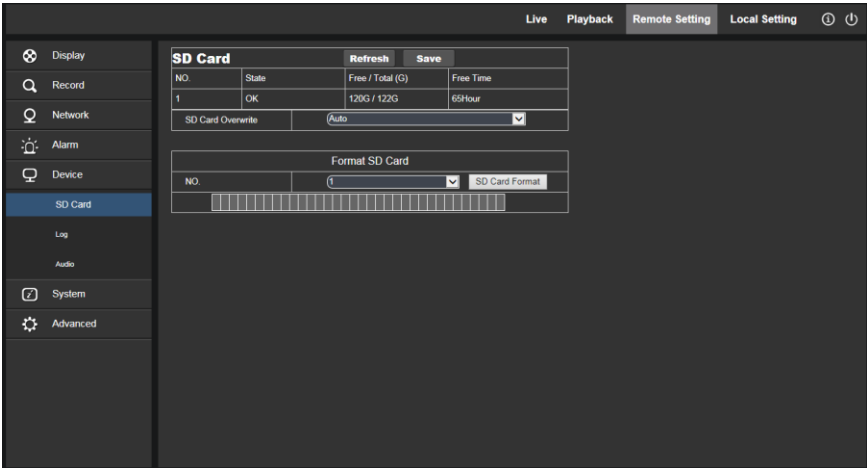 Live Playback Remote Setting Local Setting
Display
Record
Network
Alarm
Device
SD Card
Log
Audio
System
Advanced
SD Card Refresh Save
NO. State Free / Total (G) Free Time
1 OK 120G / 122G 65Hour
SD Card Overwrite Auto
Format SD Card
NO. 1 SD Card Format